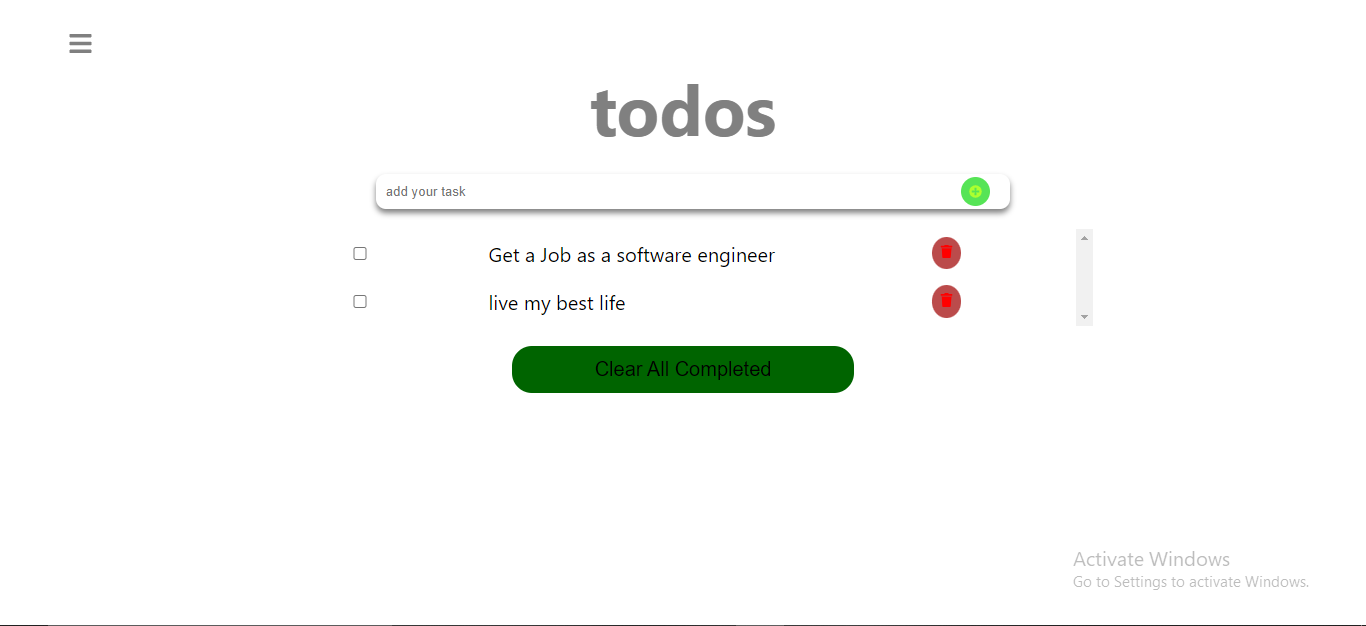 todos
add your task
Get a Job as a software engineer
live my best life
Clear All Completed
Activate Windows
Go to Settings to activate Windows.